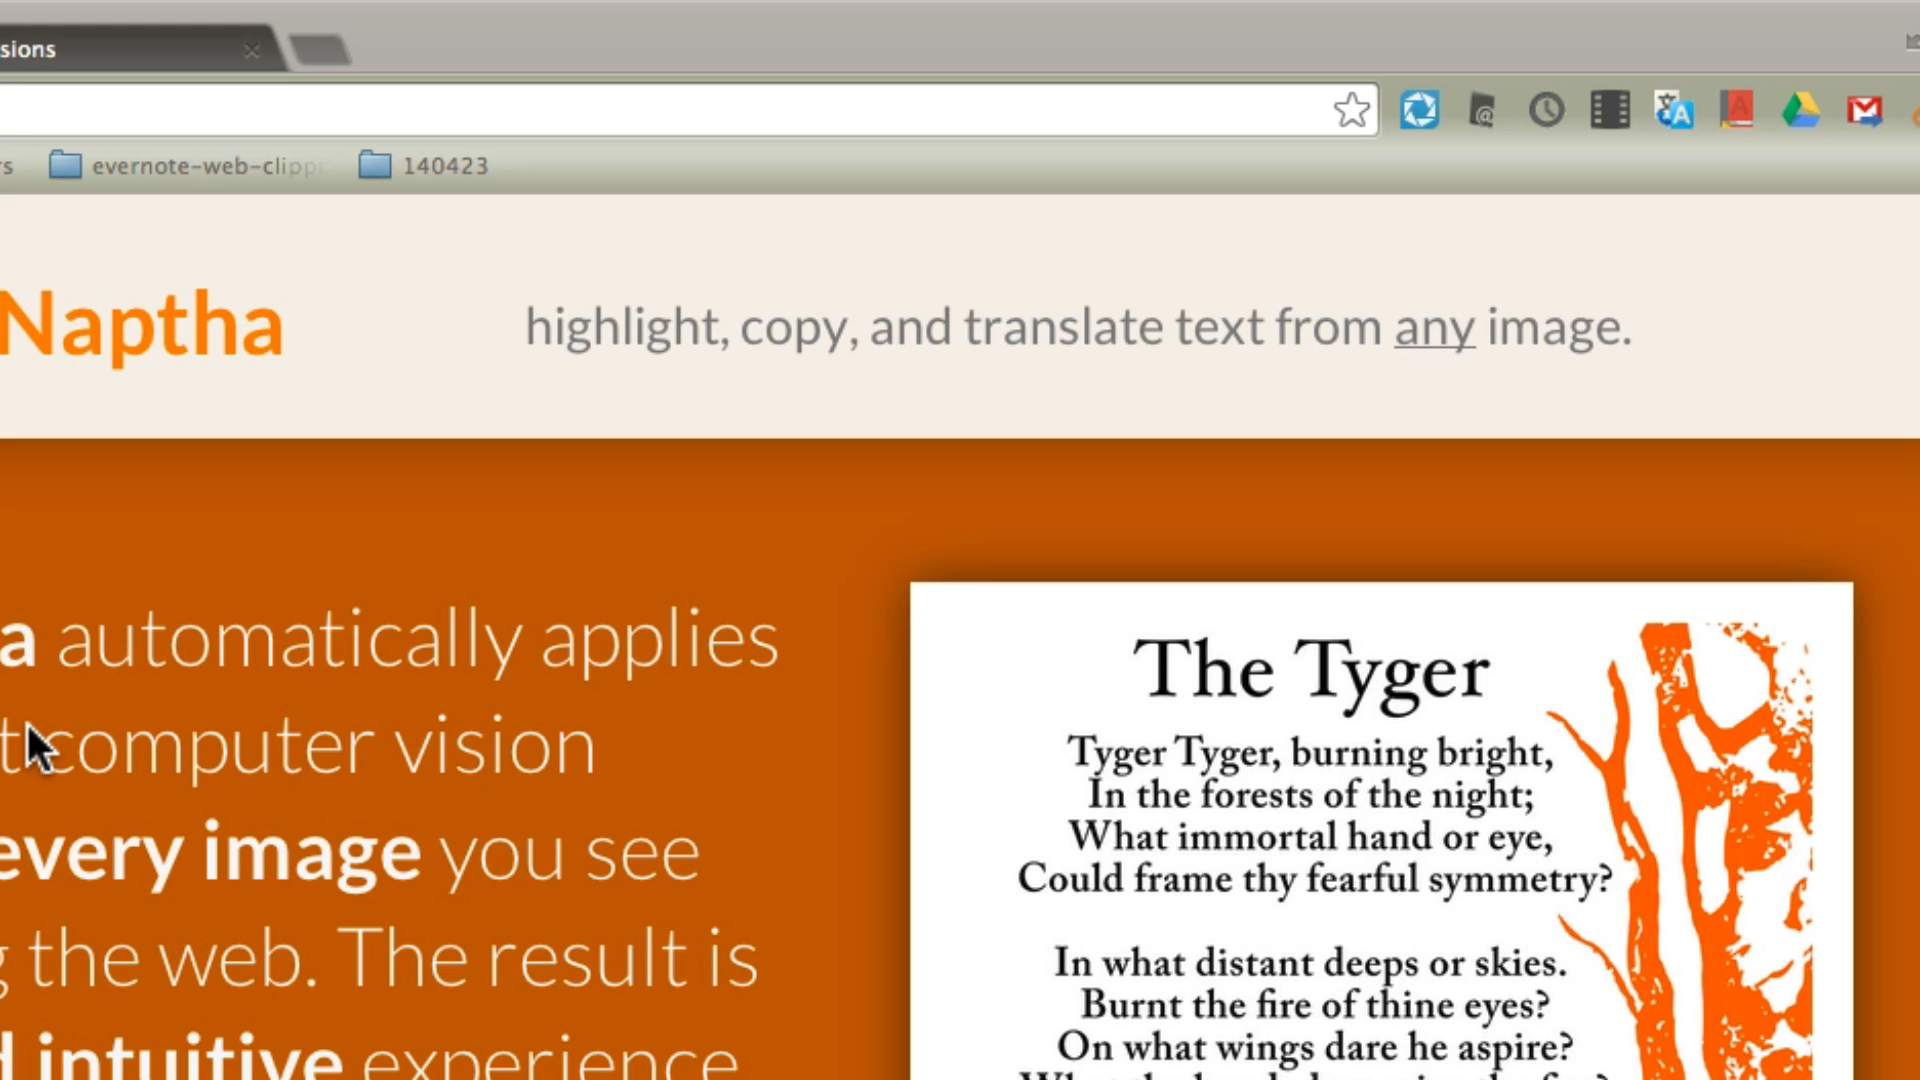 sions
rs evernote-web-clipp 140423
Naptha highlight, copy, and translate text from any image.
a automatically applies
t computer vision
every image you see
g the web. The result is
d intuitive experience
The Tyger
Tyger Tyger, burning bright,
In the forests of the night;
What immortal hand or eye,
Could frame thy fearful symmetry?
In what distant deeps or skies.
Burnt the fire of thine eyes?
On what wings dare he aspire?